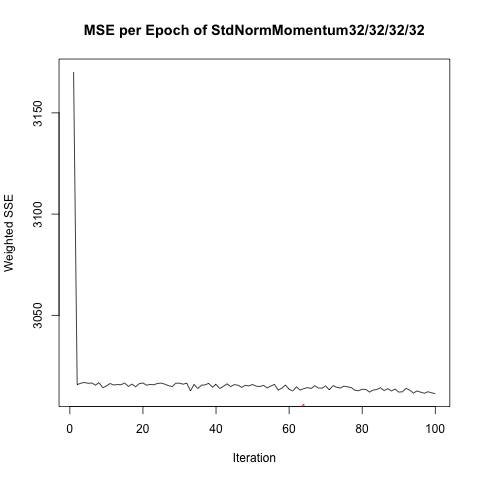 MSE per Epoch of StdNormMomentum32/32/32/32
Weighted SSE
3150
3100
3050
0 20 40 60 80 100
Iteration